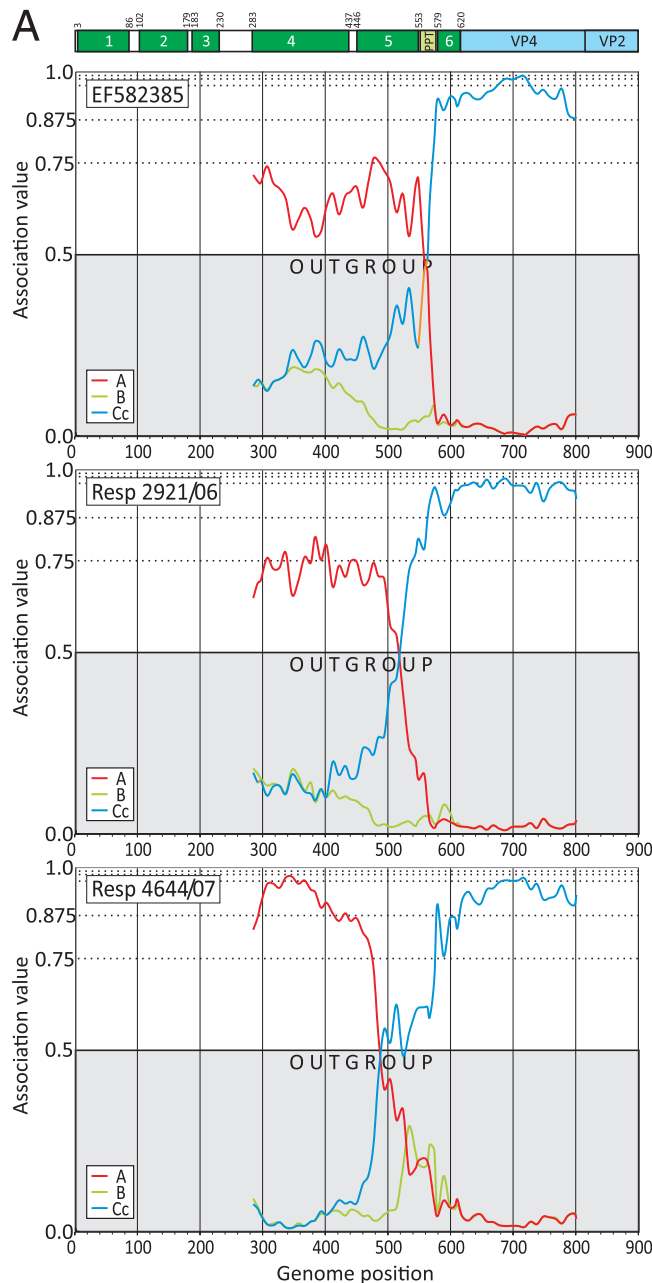 A
3 86 102 179 183 230 283 437 446 553 579 620
1 2 3 4 5 PPT 6 VP4 VP2
1.0
EF582385
0.875
0.75
Association value
0.5
OUTGROUP
A
B
Cc
0.0
0 100 200 300 400 500 600 700 800 900
1.0
Resp 2921/06
0.875
0.75
Association value
0.5
OUTGROUP
A
B
Cc
0.0
0 100 200 300 400 500 600 700 800 900
1.0
Resp 4644/07
0.875
0.75
Association value
0.5
OUTGROUP
A
B
Cc
0.0
0 100 200 300 400 500 600 700 800 900
Genome position